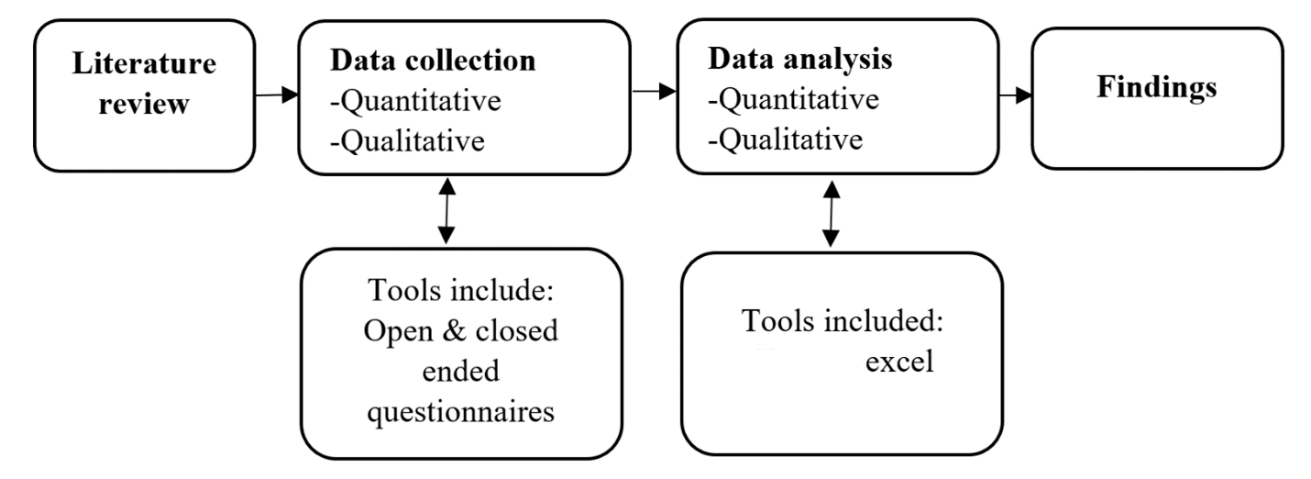 Literature
review
Data collection
-Quantitative
-Qualitative
Data analysis
-Quantitative
-Qualitative
Findings
Tools include:
Open & closed
ended
questionnaires
Tools included:
excel